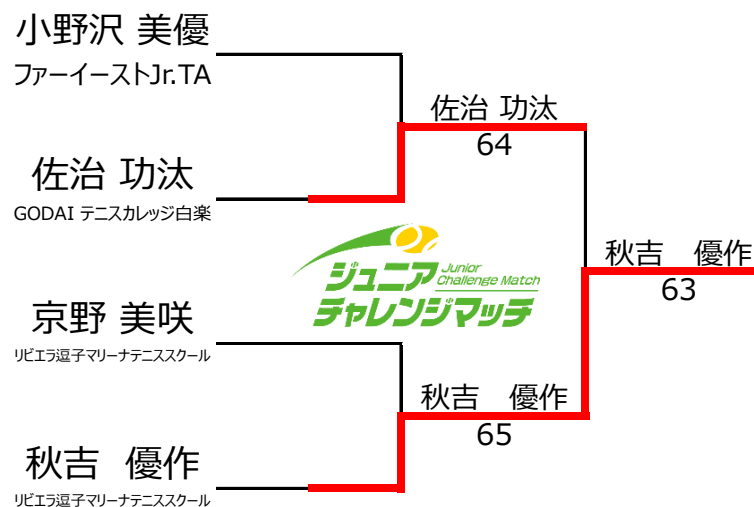 小野沢 美優
ファーイーストJr.TA
佐治 功汰
64
佐治 功汰
GODAI テニスカレッジ白楽
ジュニア Junior Challenge Match
チャレンジマッチ
秋吉　優作
63
京野 美咲
リビエラ逗子マリーナテニススクール
秋吉　優作
65
秋吉　優作
リビエラ逗子マリーナテニススクール